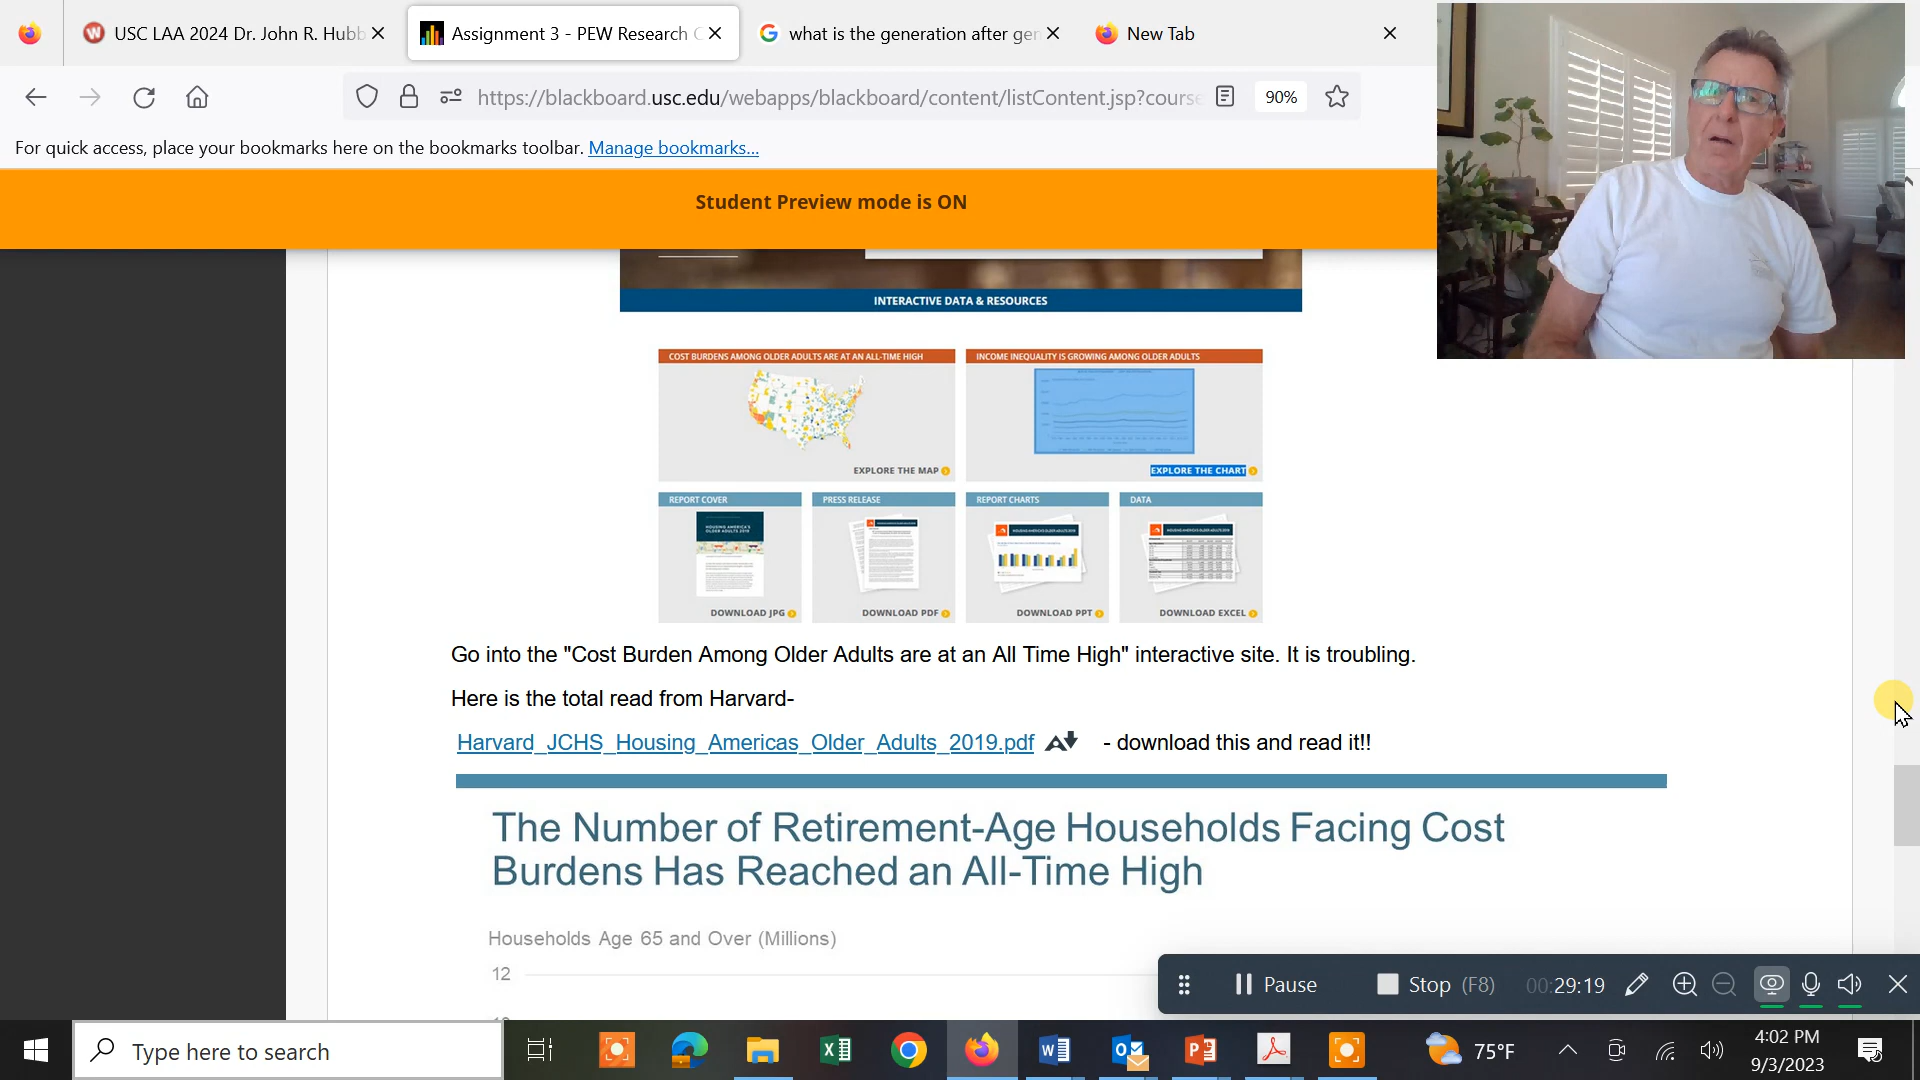 USC LAA 2024 Dr. John R. Hubb
Assignment 3 - PEW Research C
what is the generation after gen
New Tab
https://blackboard.usc.edu/webapps/blackboard/content/listContent.jsp?course
90%
For quick access, place your bookmarks here on the bookmarks toolbar. Manage bookmarks...
Student Preview mode is ON
INTERACTIVE DATA & RESOURCES
COST BURDENS AMONG OLDER ADULTS ARE AT AN ALL-TIME HIGH
INCOME INEQUALITY IS GROWING AMONG OLDER ADULTS
EXPLORE THE MAP
EXPLORE THE CHART
REPORT COVER
PRESS RELEASE
REPORT CHARTS
DATA
HOUSING AMERICA'S
OLDER ADULTS 2019
DOWNLOAD JPG
DOWNLOAD PDF
DOWNLOAD PPT
DOWNLOAD EXCEL
Go into the "Cost Burden Among Older Adults are at an All Time High" interactive site. It is troubling.
Here is the total read from Harvard-
Harvard_JCHS_Housing_Americas_Older_Adults_2019.pdf - download this and read it!!
The Number of Retirement-Age Households Facing Cost
Burdens Has Reached an All-Time High
Households Age 65 and Over (Millions)
12
Pause
Stop (F8)
00:29:19
Type here to search
75°F
4:02 PM
9/3/2023